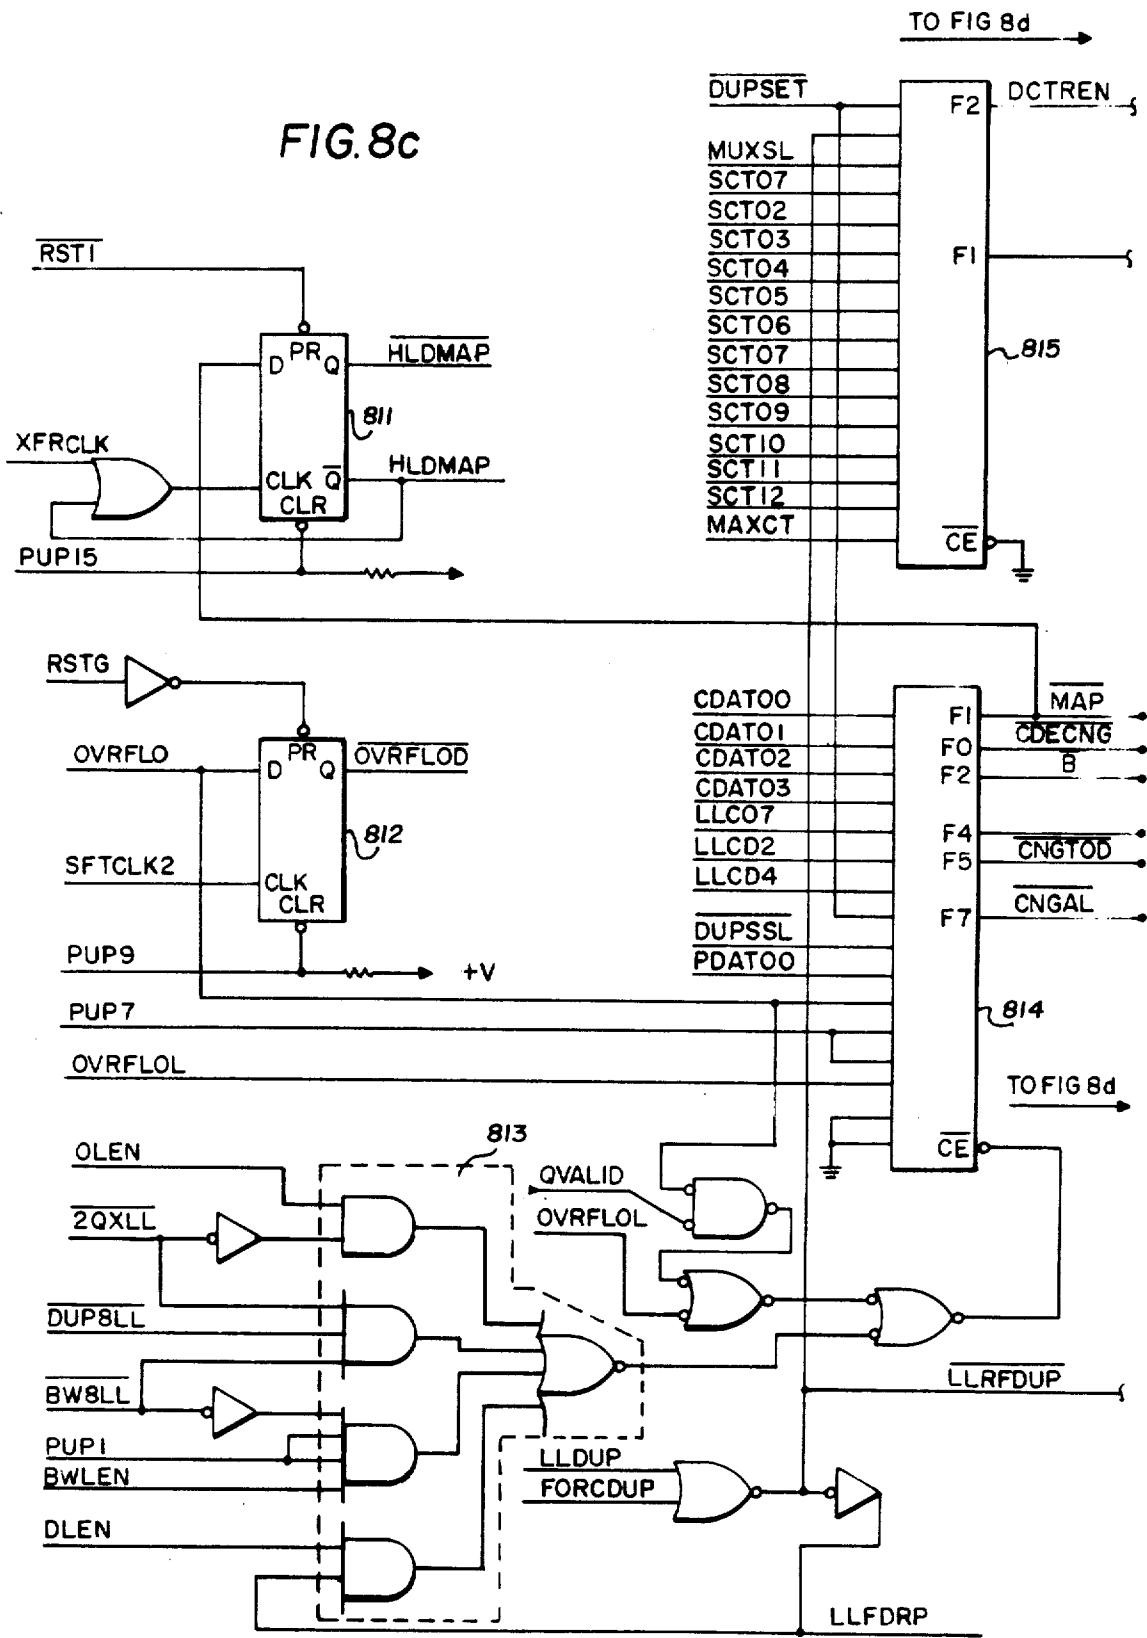 TO FIG 8d
FIG. 8c
DUPSET
F2
DCTREN
MUXSL
SCT07
SCT02
SCT03
SCT04
SCT05
SCT06
SCT07
SCT08
SCT09
SCT10
SCT11
SCT12
MAXCT
F1
815
CE
RST1
D PR Q
HLDMAP
811
XFRCLK
CLK Q
HLDMAP
CLR
PUP15
RSTG
OVRFLO
D PR Q
OVRFLOD
812
SFTCLK2
CLK
CLR
PUP9
+V
PUP7
OVRFLOL
CDAT00
CDAT01
CDAT02
CDAT03
LLC07
LLCD2
LLCD4
DUPSSL
PDAT00
F1
MAP
F0
CDECNG
F2
B
F4
F5
CNGTOD
F7
CNGAL
814
TO FIG 8d
CE
813
OLEN
2QXLL
DUP8LL
BW8LL
PUP1
BWLEN
DLEN
QVALID
OVRFLOL
LLRFDUP
LLDUP
FORCDUP
LLFDRP